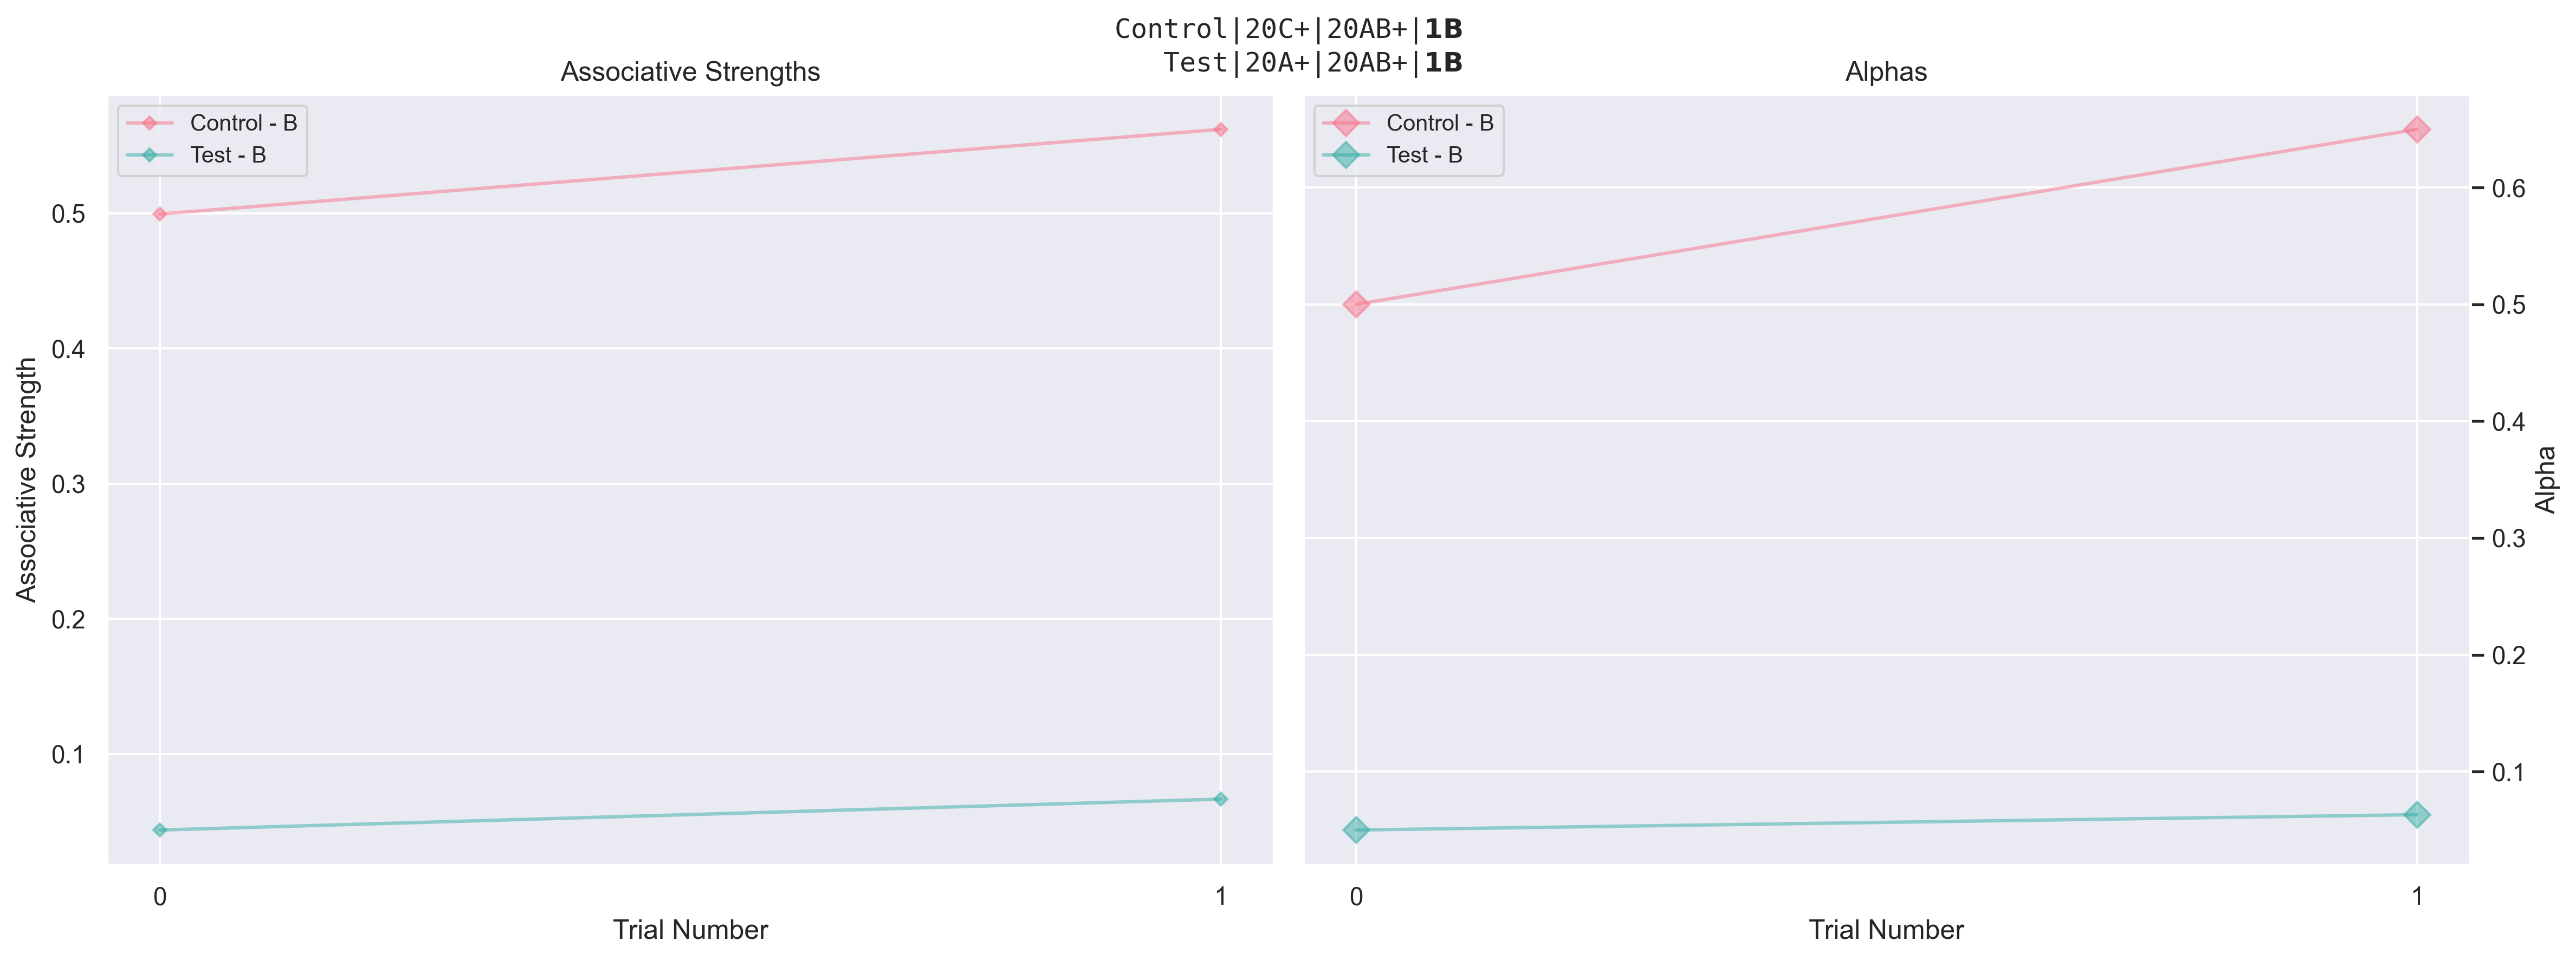 Control|20C+|20AB+|1B
Test|20A+|20AB+|1B
Associative Strengths
Control - B
Test - B
Associative Strength
0.5
0.4
0.3
0.2
0.1
0
1
Trial Number
Alphas
Control - B
Test - B
0.6
0.5
0.4
0.3
0.2
0.1
Alpha
0
1
Trial Number